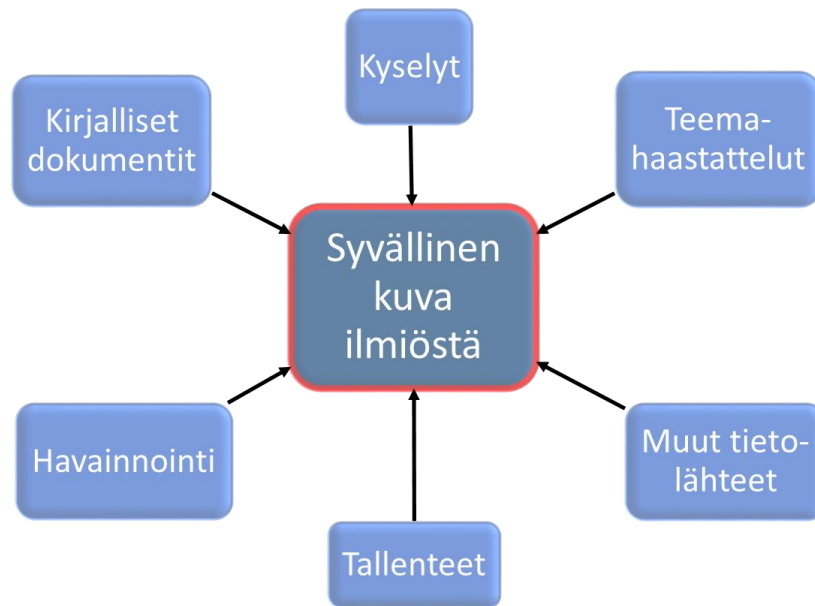 Kyselyt
Kirjalliset
dokumentit
Teema-
haastattelut
Syvällinen
kuva
ilmiöstä
Havainnointi
Muut tieto-
lähteet
Tallenteet